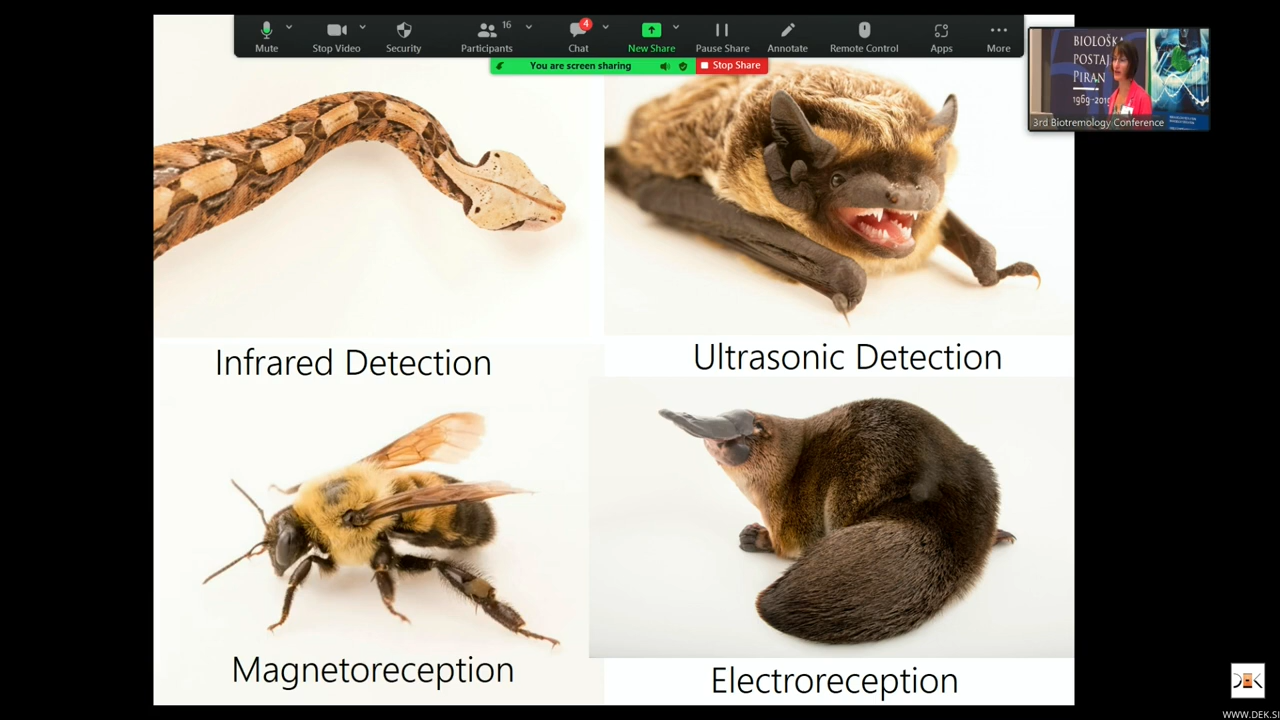 Mute
Stop Video
Security
Participants
16
Chat
4
New Share
Pause Share
Annotate
Remote Control
Apps
More
You are screen sharing
Stop Share
BIOLOŠKA
POSTAJ
PIRAN
1969-201
3rd Biotremology Conference
Infrared Detection
Ultrasonic Detection
Magnetoreception
Electroreception
WWW.DEK.SI